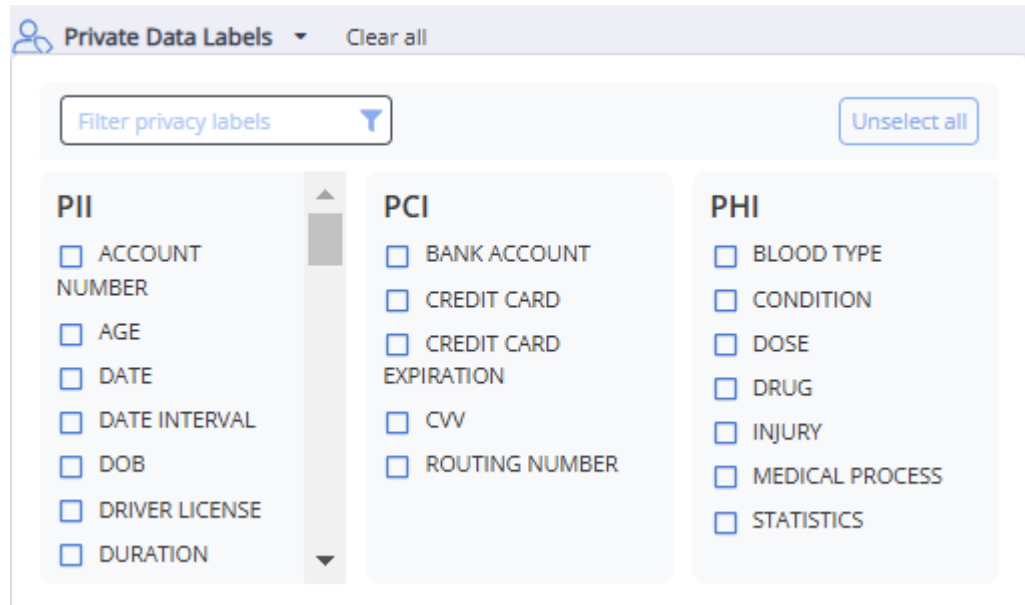 Private Data Labels
Clear all
Filter privacy labels
Unselect all
PII
ACCOUNT
NUMBER
AGE
DATE
DATE INTERVAL
DOB
DRIVER LICENSE
DURATION
PCI
BANK ACCOUNT
CREDIT CARD
CREDIT CARD
EXPIRATION
CVV
ROUTING NUMBER
PHI
BLOOD TYPE
CONDITION
DOSE
DRUG
INJURY
MEDICAL PROCESS
STATISTICS